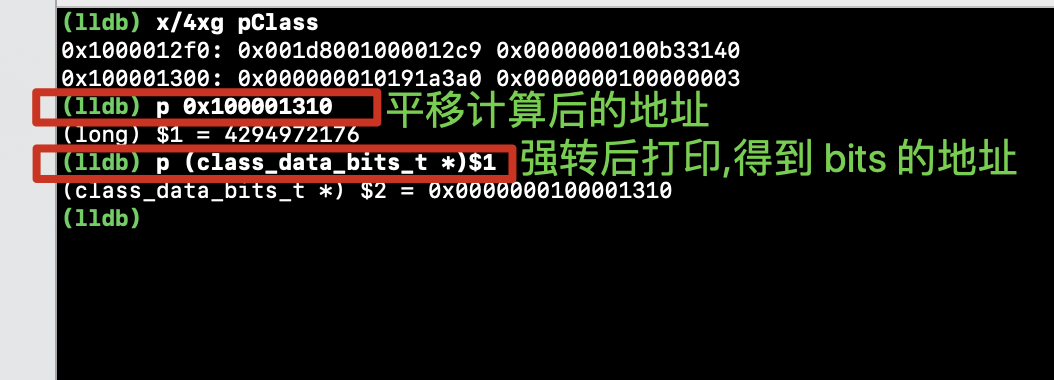 (lldb) x/4xg pClass
0x1000012f0: 0x001d8001000012c9 0x0000000100b33140
0x100001300: 0x000000010191a3a0 0x0000000100000003
(lldb) p 0x100001310 平移计算后的地址
(long) $1 = 4294972176
(lldb) p (class_data_bits_t *)$1 强转后打印,得到 bits 的地址
(class_data_bits_t *) $2 = 0x0000000100001310
(lldb)